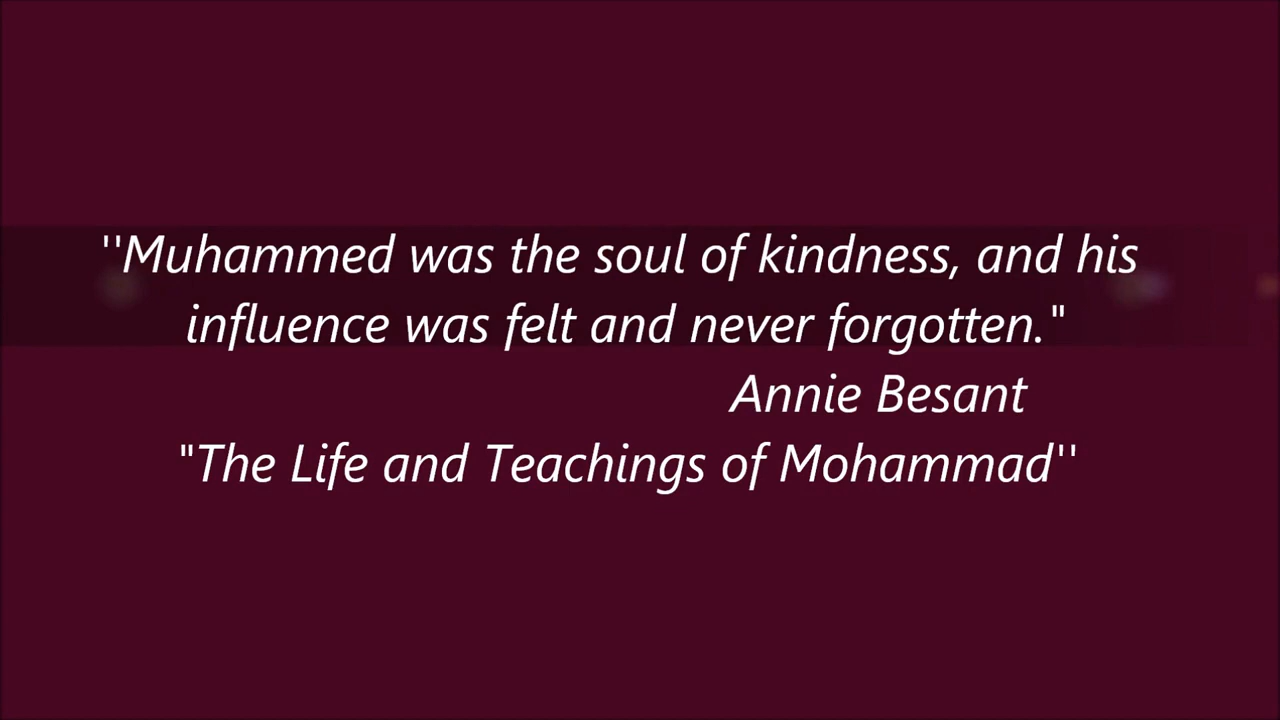 ''Muhammed was the soul of kindness, and his
influence was felt and never forgotten."
Annie Besant
"The Life and Teachings of Mohammad''